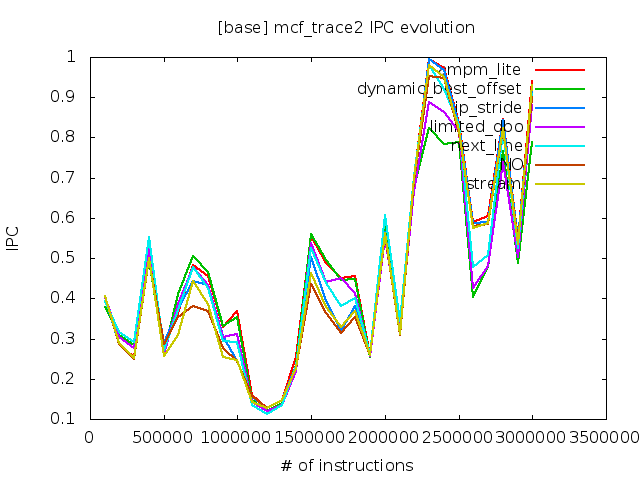 [base] mcf_trace2 IPC evolution
1
0.9
0.8
0.7
0.6
0.5
0.4
0.3
0.2
0.1
IPC
ampm_lite
dynamic_best_offset
ip_stride
limited_obo
next_line
NO
stream
0 500000 1000000 1500000 2000000 2500000 3000000 3500000
# of instructions